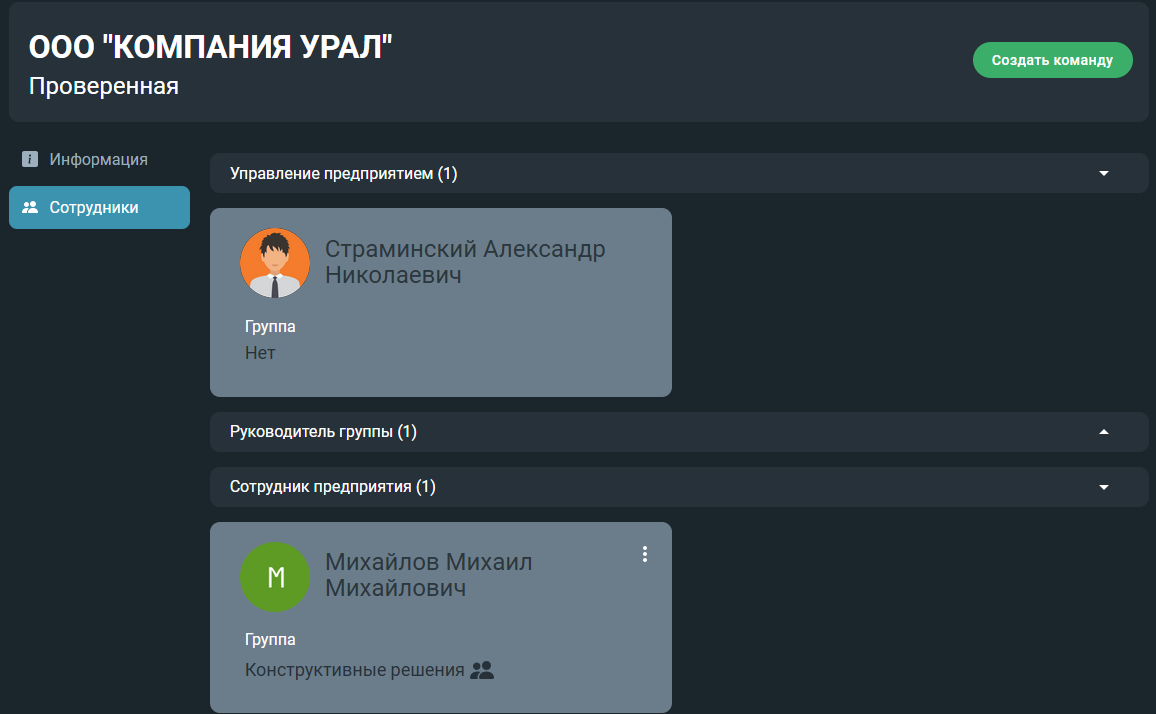 ООО "КОМПАНИЯ УРАЛ"
Проверенная
Создать команду
Информация
Сотрудники
Управление предприятием (1)
Страминский Александр
Николаевич
Группа
Нет
Руководитель группы (1)
Сотрудник предприятия (1)
М
Михайлов Михаил
Михайлович
Группа
Конструктивные решения